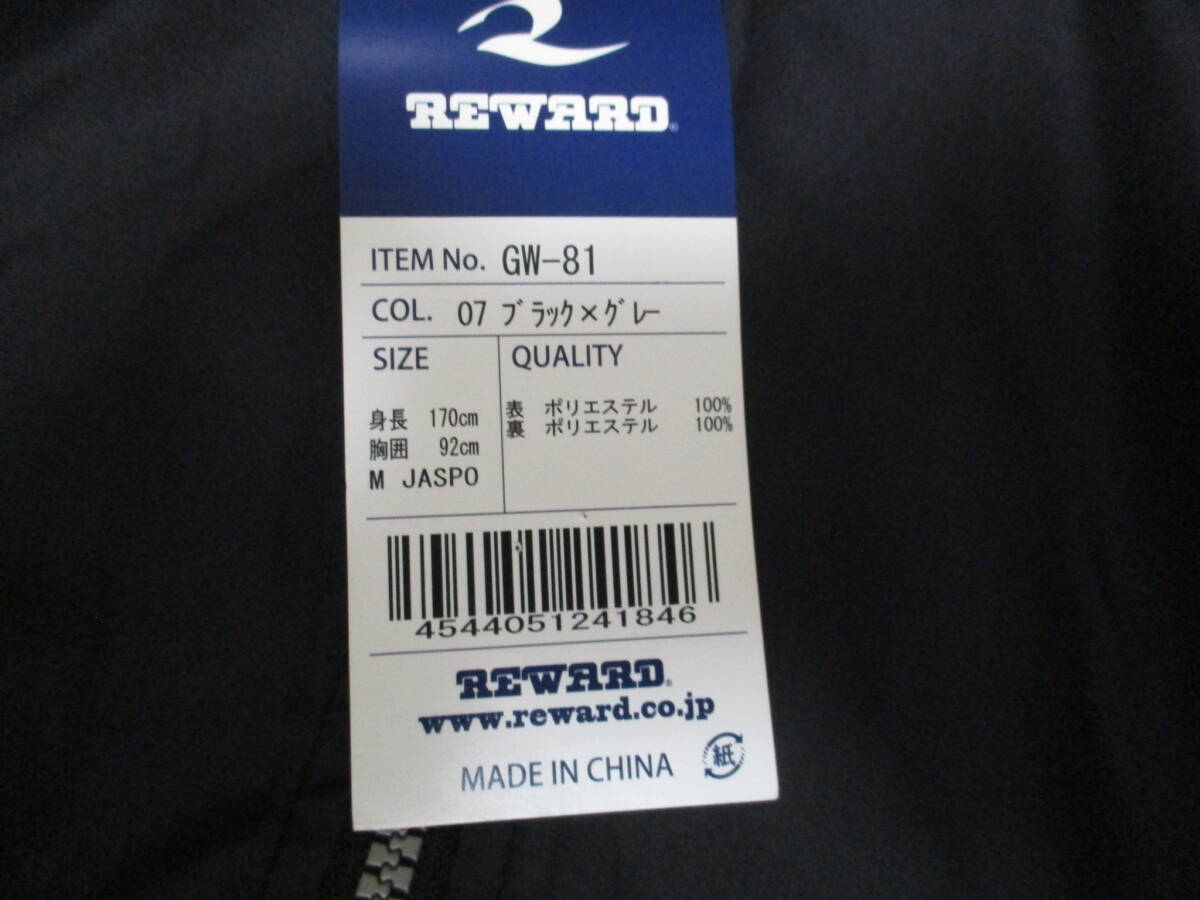 REWARD®
ITEM No. GW-81
COL. 07 ﾌﾞﾗｯｸ×ｸﾞﾚｰ
SIZE
身長 170cm
胸囲 92cm
M JASPO
QUALITY
表 ポリエステル 100%
裏 ポリエステル 100%
4544051241846
REWARD®
www.reward.co.jp
MADE IN CHINA
紙